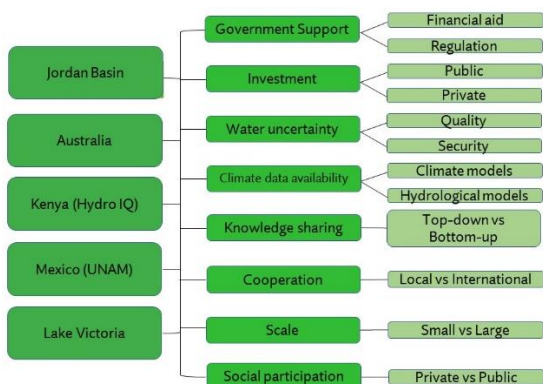 Jordan Basin
Australia
Kenya (Hydro IQ)
Mexico (UNAM)
Lake Victoria
Government Support
Investment
Water uncertainty
Climate data availability
Knowledge sharing
Cooperation
Scale
Social participation
Financial aid
Regulation
Public
Private
Quality
Security
Climate models
Hydrological models
Top-down vs
Bottom-up
Local vs International
Small vs Large
Private vs Public